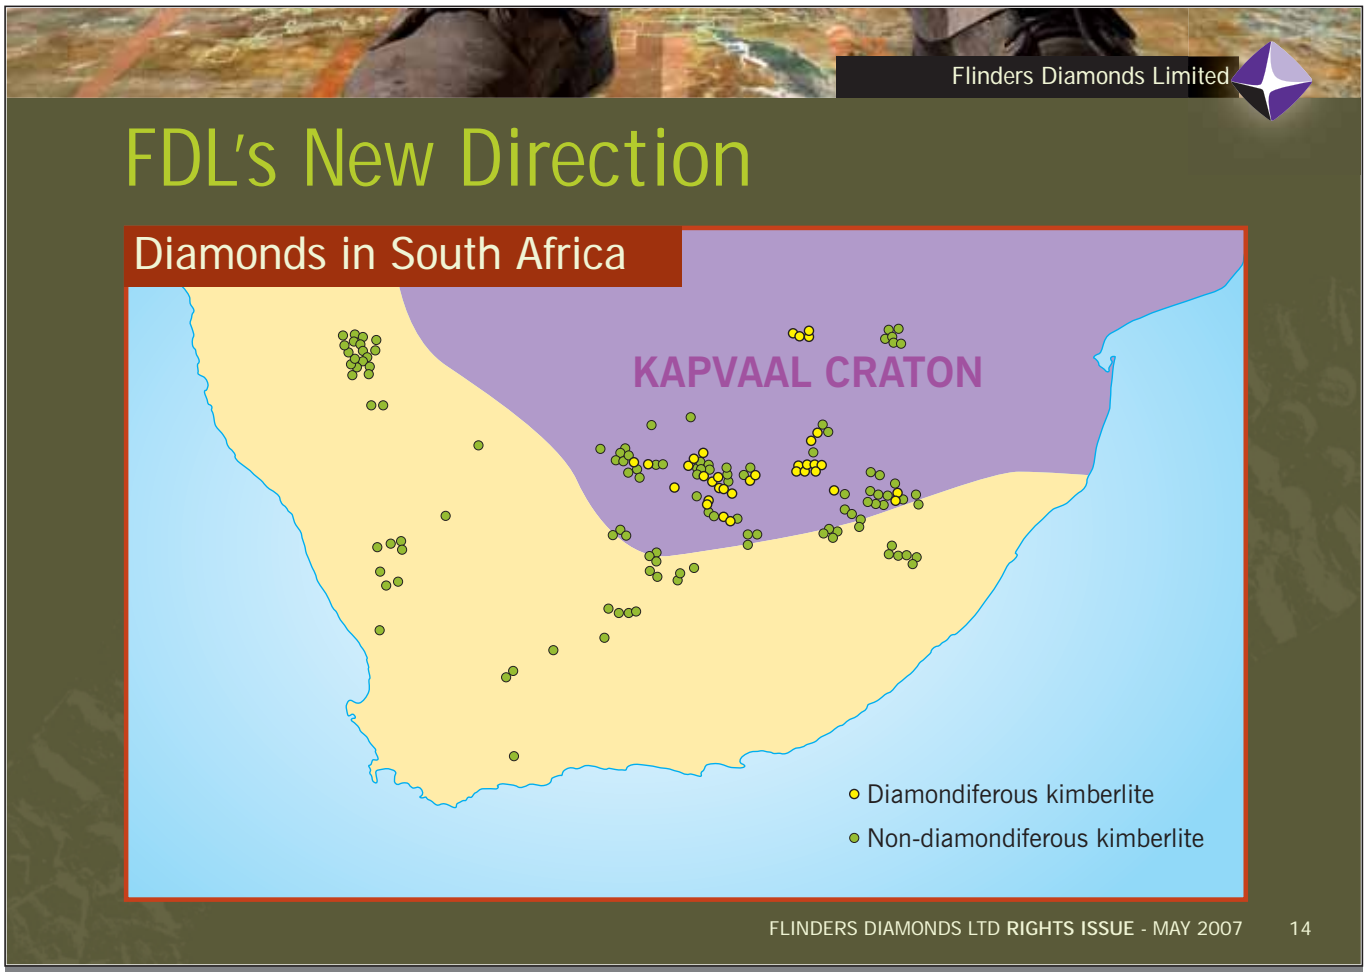 Flinders Diamonds Limited
FDL's New Direction
Diamonds in South Africa
KAPVAAL CRATON
Diamondiferous kimberlite
Non-diamondiferous kimberlite
FLINDERS DIAMONDS LTD RIGHTS ISSUE - MAY 2007 14